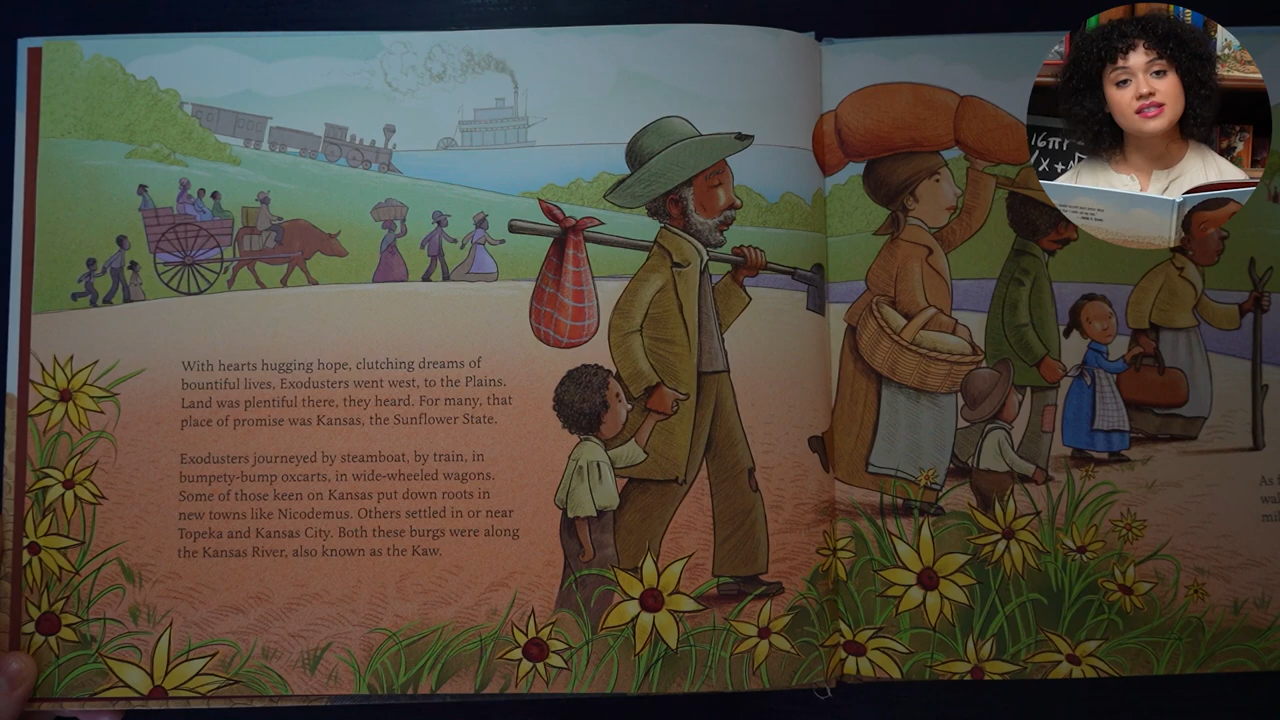 With hearts hugging hope, clutching dreams of
bountiful lives, Exodusters went west, to the Plains.
Land was plentiful there, they heard. For many, that
place of promise was Kansas, the Sunflower State.
Exodusters journeyed by steamboat, by train, in
bumpety-bump oxcarts, in wide-wheeled wagons.
Some of those keen on Kansas put down roots in
new towns like Nicodemus. Others settled in or near
Topeka and Kansas City. Both these burgs were along
the Kansas River, also known as the Kaw.
As